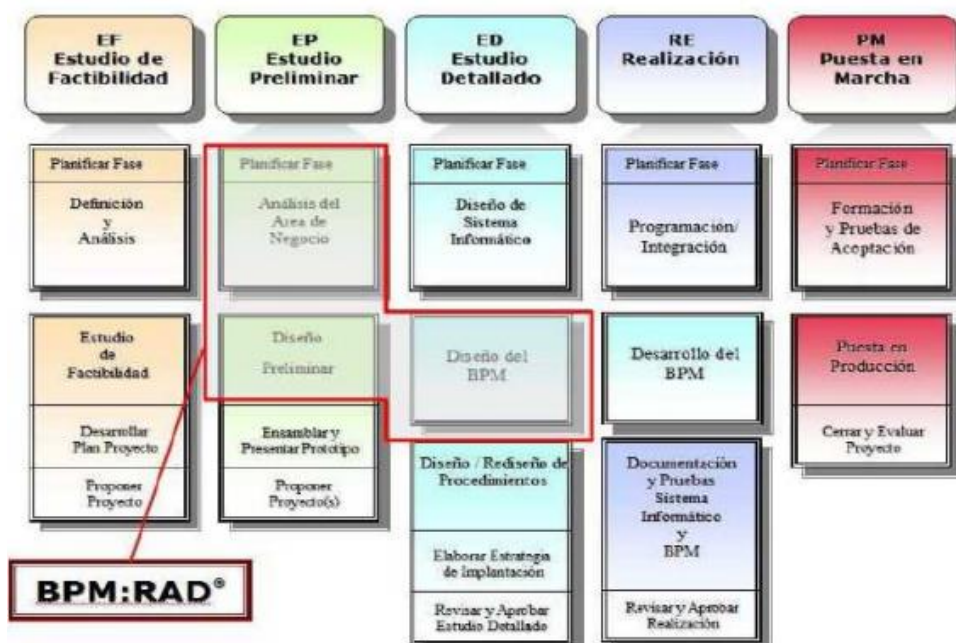 EF
Estudio de
Factibilidad
EP
Estudio
Preliminar
ED
Estudio
Detallado
RE
Realización
PM
Puesta en
Marcha
Planificar Fase
Definición
y
Análisis
Planificar Fase
Análisis del
Area de
Negocio
Planificar Fase
Diseño de
Sistema
Informático
Planificar Fase
Programación/
Integración
Planificar Fase
Formación
y Pruebas de
Aceptación
Estudio
de
Factibilidad
Desarrollar
Plan Proyecto
Proponer
Proyecto
Diseño
Preliminar
Ensamblar y
Presentar Prototipo
Proponer
Proyecto(s)
Diseño del
BPM
Diseño / Rediseño de
Procedimientos
Elaborar Estrategia
de Implantación
Revisar y Aprobar
Estudio Detallado
Desarrollo del
BPM
Documentación
y Pruebas
Sistema
Informático
y
BPM
Revisar y Aprobar
Realización
Puesta en
Producción
Cerrar y Evaluar
Proyecto
BPM:RAD®